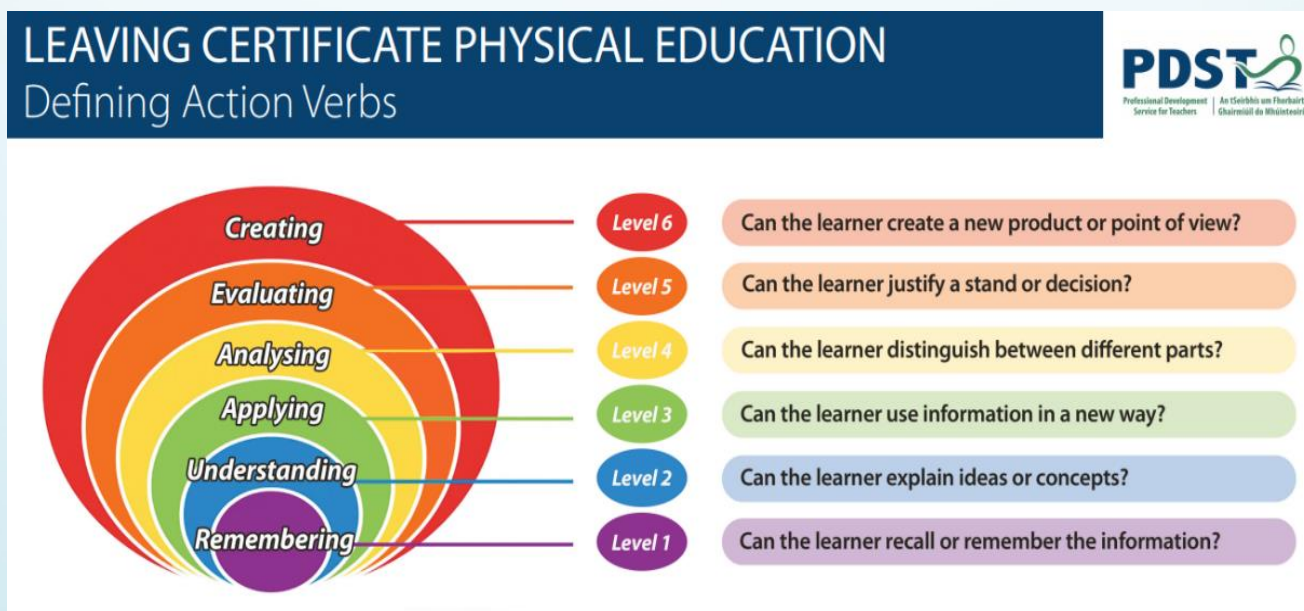 LEAVING CERTIFICATE PHYSICAL EDUCATION
Defining Action Verbs
PDST
Professional Development
Service for Teachers
An tSeirbhís um Fhorbairt
Ghairmiúil do Mhúinteoirí
Creating
Level 6
Can the learner create a new product or point of view?
Evaluating
Level 5
Can the learner justify a stand or decision?
Analysing
Level 4
Can the learner distinguish between different parts?
Applying
Level 3
Can the learner use information in a new way?
Understanding
Level 2
Can the learner explain ideas or concepts?
Remembering
Level 1
Can the learner recall or remember the information?